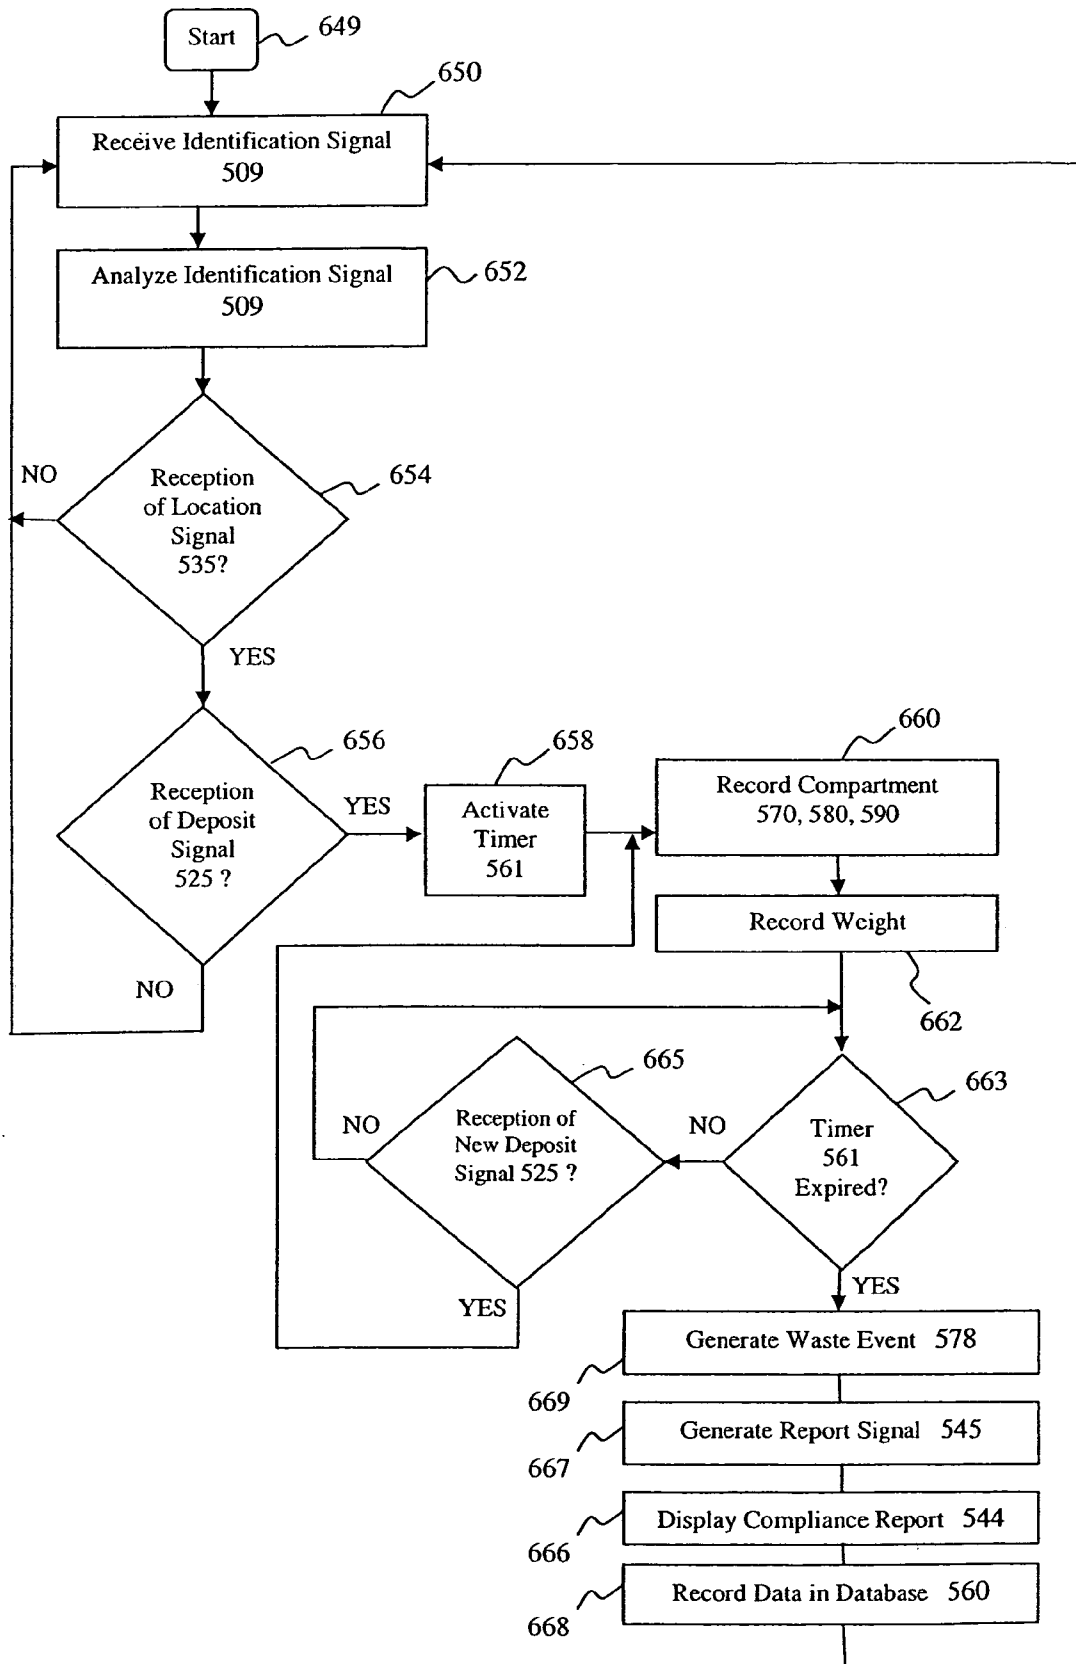 Start
649
650
Receive Identification Signal
509
Analyze Identification Signal
509
652
NO
Reception
of Location
Signal
535?
654
YES
656
Reception
of Deposit
Signal
525 ?
YES
NO
658
Activate
Timer
561
660
Record Compartment
570, 580, 590
Record Weight
662
665
Reception of
New Deposit
Signal 525 ?
NO
YES
663
NO
Timer
561
Expired?
YES
Generate Waste Event 578
669
Generate Report Signal 545
667
Display Compliance Report 544
666
Record Data in Database 560
668